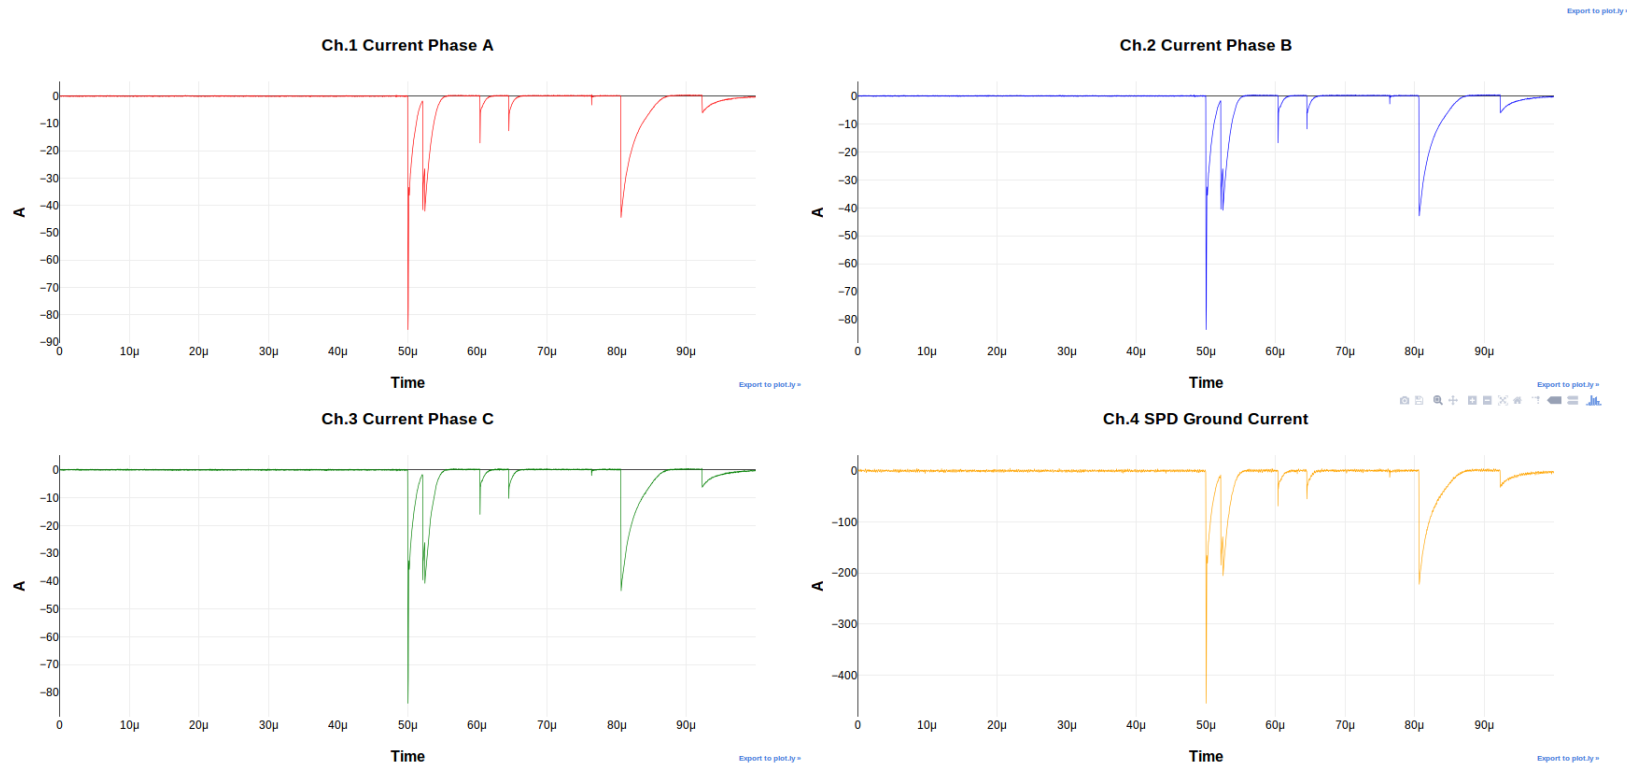 Export to plot.ly »
Ch.1 Current Phase A
0
−10
−20
−30
−40
−50
−60
−70
−80
−90
A
0 10μ 20μ 30μ 40μ 50μ 60μ 70μ 80μ 90μ
Time
Export to plot.ly »
Ch.2 Current Phase B
0
−10
−20
−30
−40
−50
−60
−70
−80
A
0 10μ 20μ 30μ 40μ 50μ 60μ 70μ 80μ 90μ
Time
Export to plot.ly »
Ch.3 Current Phase C
0
−10
−20
−30
−40
−50
−60
−70
−80
A
0 10μ 20μ 30μ 40μ 50μ 60μ 70μ 80μ 90μ
Time
Export to plot.ly »
Ch.4 SPD Ground Current
0
−100
−200
−300
−400
A
0 10μ 20μ 30μ 40μ 50μ 60μ 70μ 80μ 90μ
Time
Export to plot.ly »